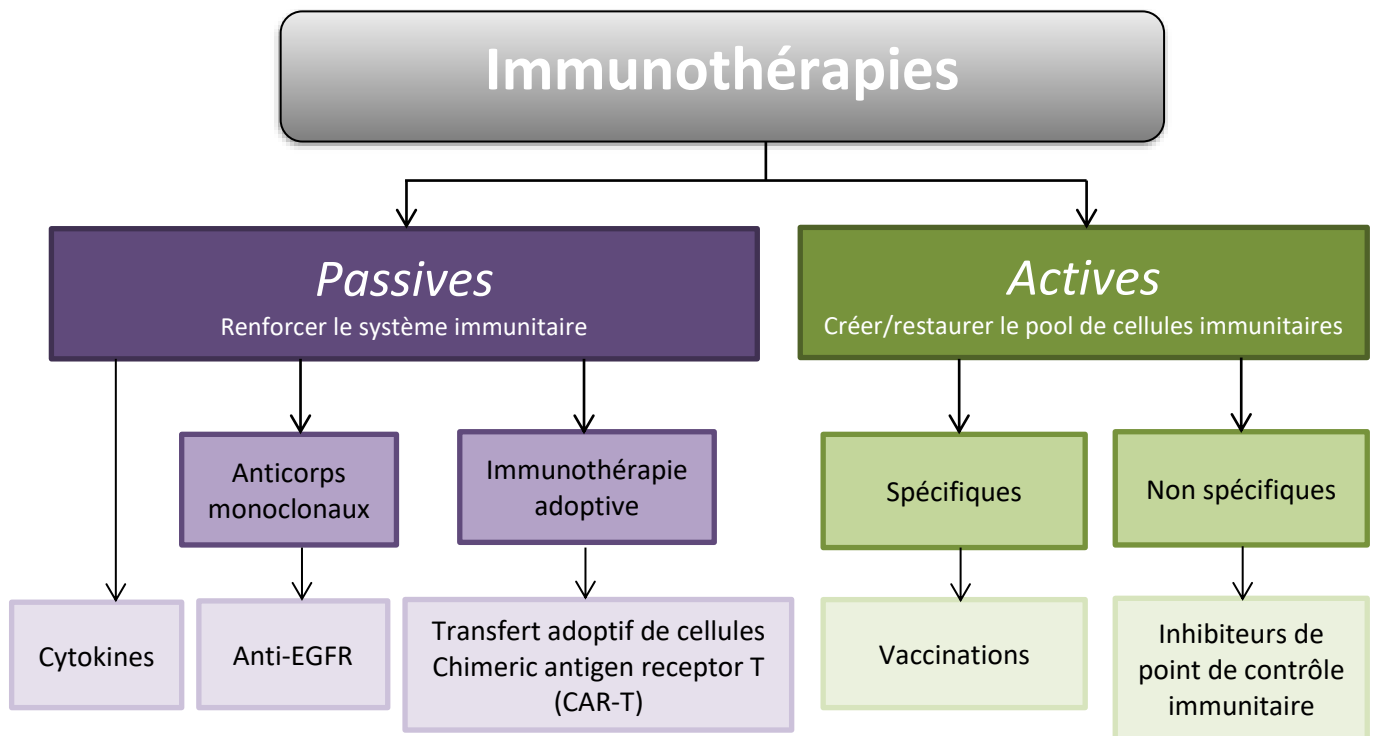 Immunothérapies
Passives
Renforcer le système immunitaire
Actives
Créer/restaurer le pool de cellules immunitaires
Anticorps
monoclonaux
Immunothérapie
adoptive
Spécifiques
Non spécifiques
Cytokines
Anti-EGFR
Transfert adoptif de cellules
Chimeric antigen receptor T
(CAR-T)
Vaccinations
Inhibiteurs de
point de contrôle
immunitaire